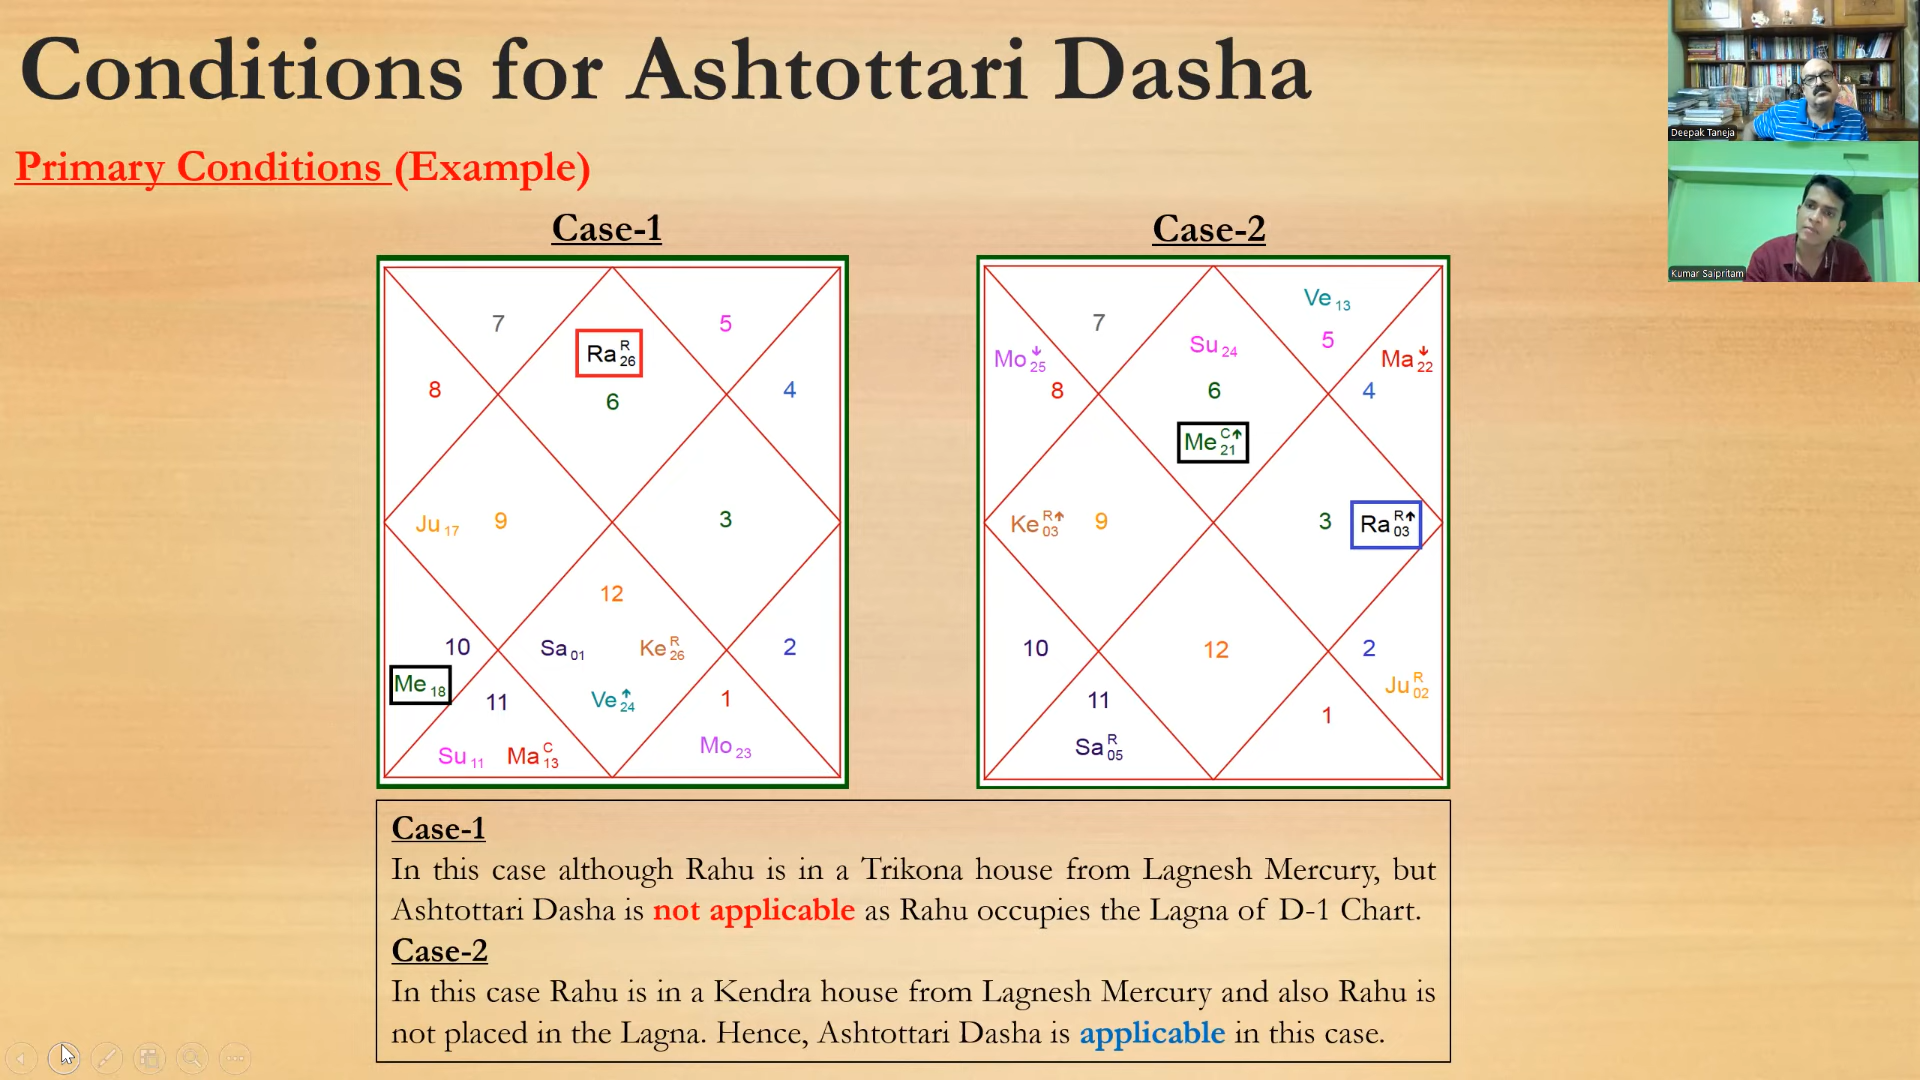 Conditions for Ashtottari Dasha
Deepak Taneja
Kumar Saipritam
Primary Conditions (Example)
Case-1
7
5
Ra R 26
8
6
4
Ju 17
9
3
12
10
Sa 01
Ke R 26
2
Me 18
11
Ve ↑ 24
1
Su 11
Ma C 13
Mo 23
Case-2
Ve 13
7
Su 24
5
Mo ↓ 25
Ma ↓ 22
8
6
4
Me C↑ 21
Ke R↑ 03
9
3
Ra R↑ 03
10
12
2
Ju R 02
11
1
Sa R 05
Case-1
In this case although Rahu is in a Trikona house from Lagnesh Mercury, but
Ashtottari Dasha is not applicable as Rahu occupies the Lagna of D-1 Chart.
Case-2
In this case Rahu is in a Kendra house from Lagnesh Mercury and also Rahu is
not placed in the Lagna. Hence, Ashtottari Dasha is applicable in this case.